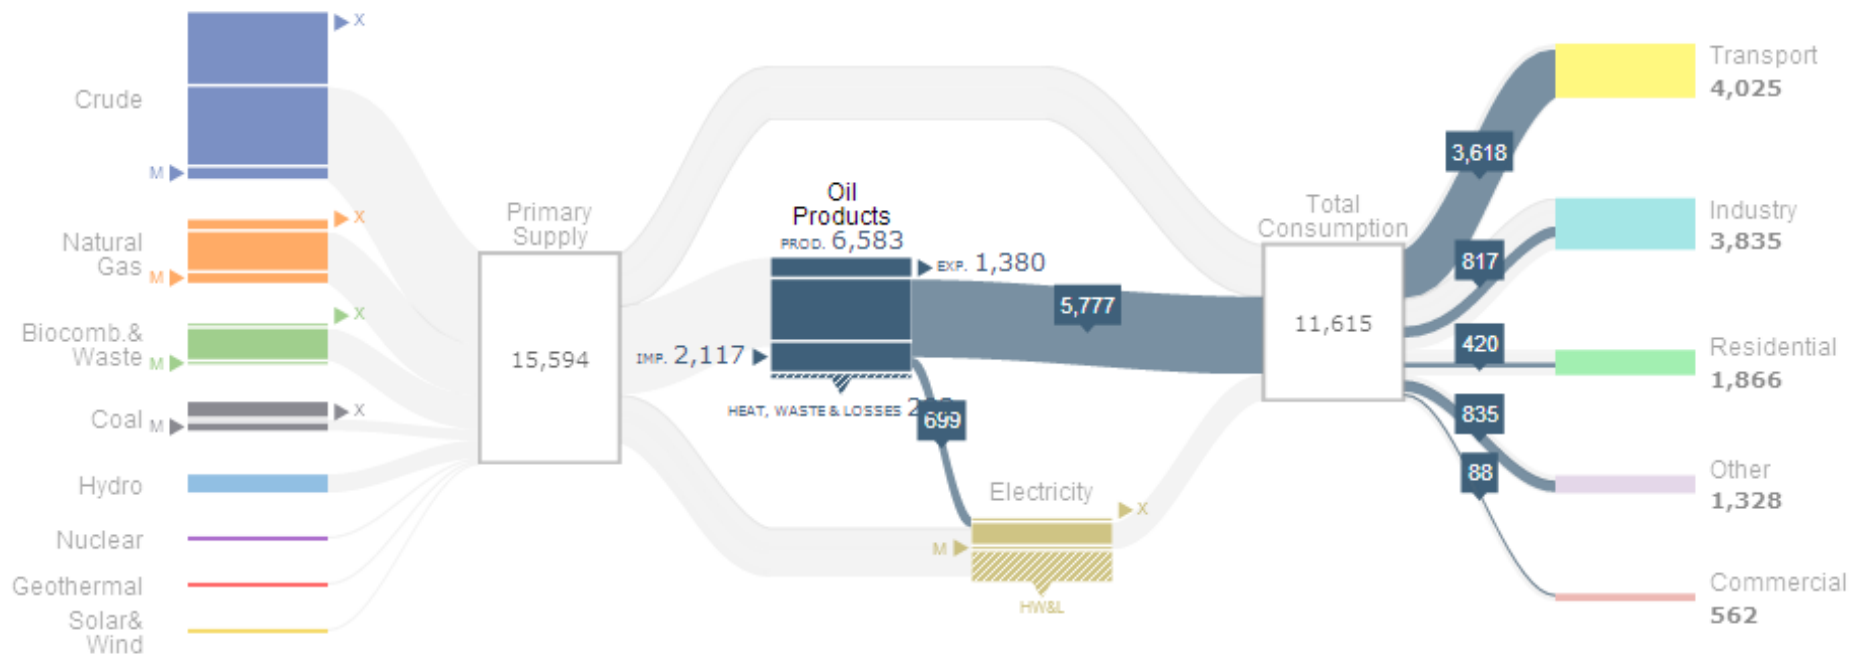 Crude
X
M
Natural
Gas
X
M
Biocomb.&
Waste
X
M
Coal
X
M
Hydro
Nuclear
Geothermal
Solar&
Wind
Primary
Supply
15,594
Oil
Products
PROD. 6,583
EXP. 1,380
IMP. 2,117
HEAT, WASTE & LOSSES
5,777
699
Electricity
X
M
HW&L
Total
Consumption
11,615
3,618
817
420
835
88
Transport
4,025
Industry
3,835
Residential
1,866
Other
1,328
Commercial
562